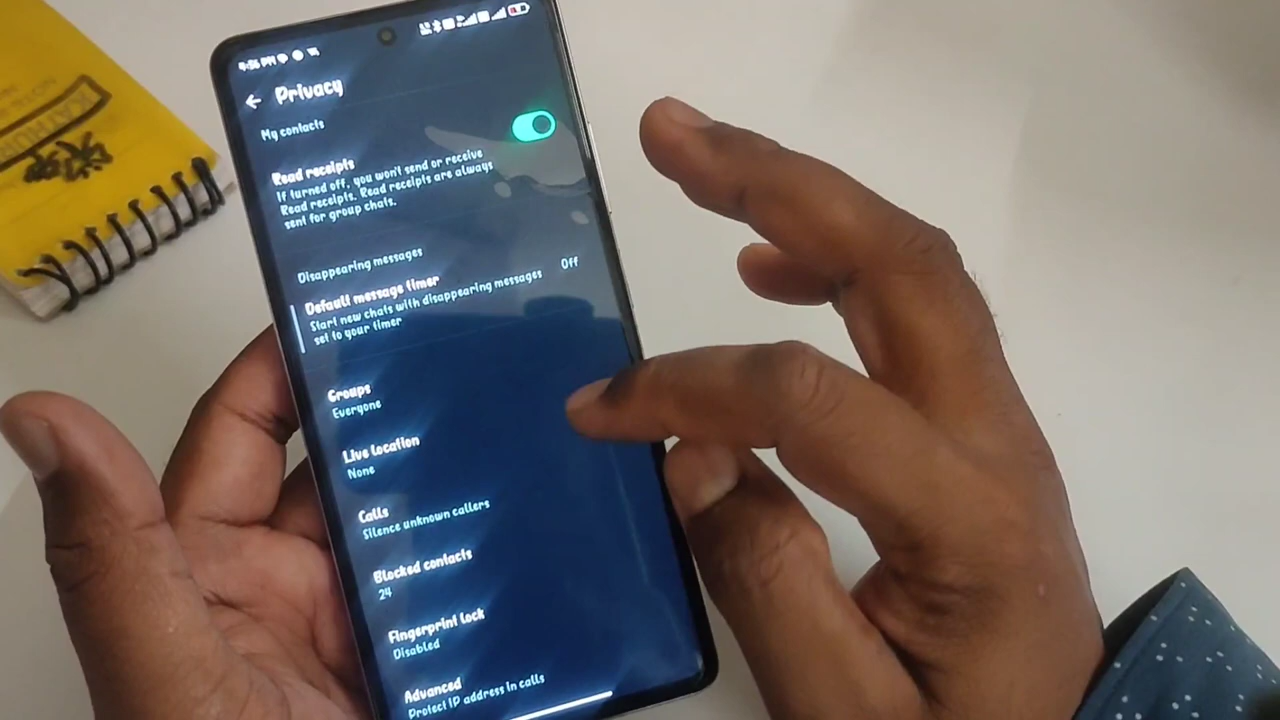 Privacy
My contacts
Read receipts
If turned off, you won't send or receive
Read receipts. Read receipts are always
sent for group chats.
Disappearing messages
Default message timer
Off
Start new chats with disappearing messages
set to your timer
Groups
Everyone
Live location
None
Calls
Silence unknown callers
Blocked contacts
24
Fingerprint lock
Disabled
Advanced
Protect IP address in calls